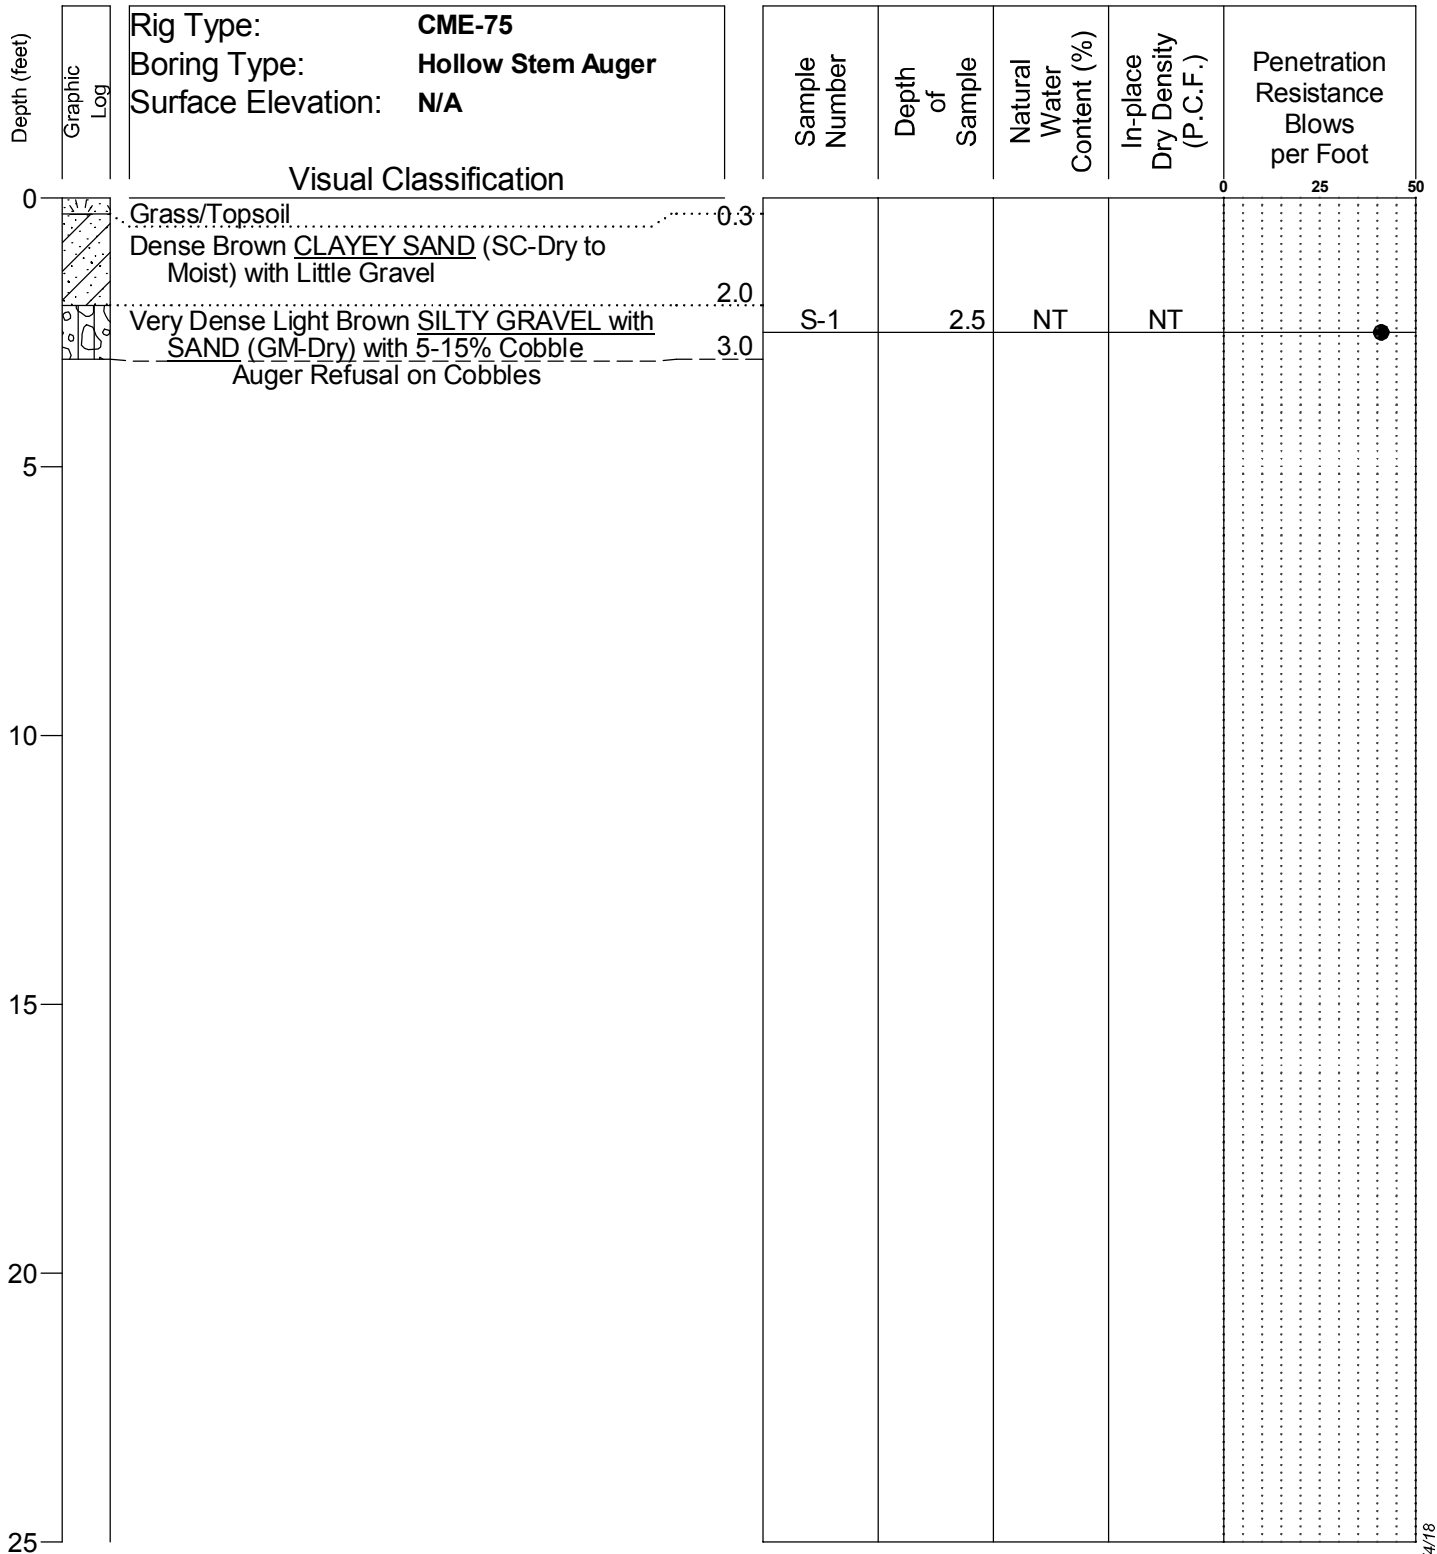 Depth (feet)
Graphic
Log
Rig Type: CME-75
Boring Type: Hollow Stem Auger
Surface Elevation: N/A
Visual Classification
Sample
Number
Depth
of
Sample
Natural
Water
Content (%)
In-place
Dry Density
(P.C.F.)
Penetration
Resistance
Blows
per Foot
0 25 50
0
Grass/Topsoil 0.3
Dense Brown CLAYEY SAND (SC-Dry to
Moist) with Little Gravel
2.0
Very Dense Light Brown SILTY GRAVEL with
SAND (GM-Dry) with 5-15% Cobble 3.0
S-1 2.5 NT NT
Auger Refusal on Cobbles
5
10
15
20
25
4/18